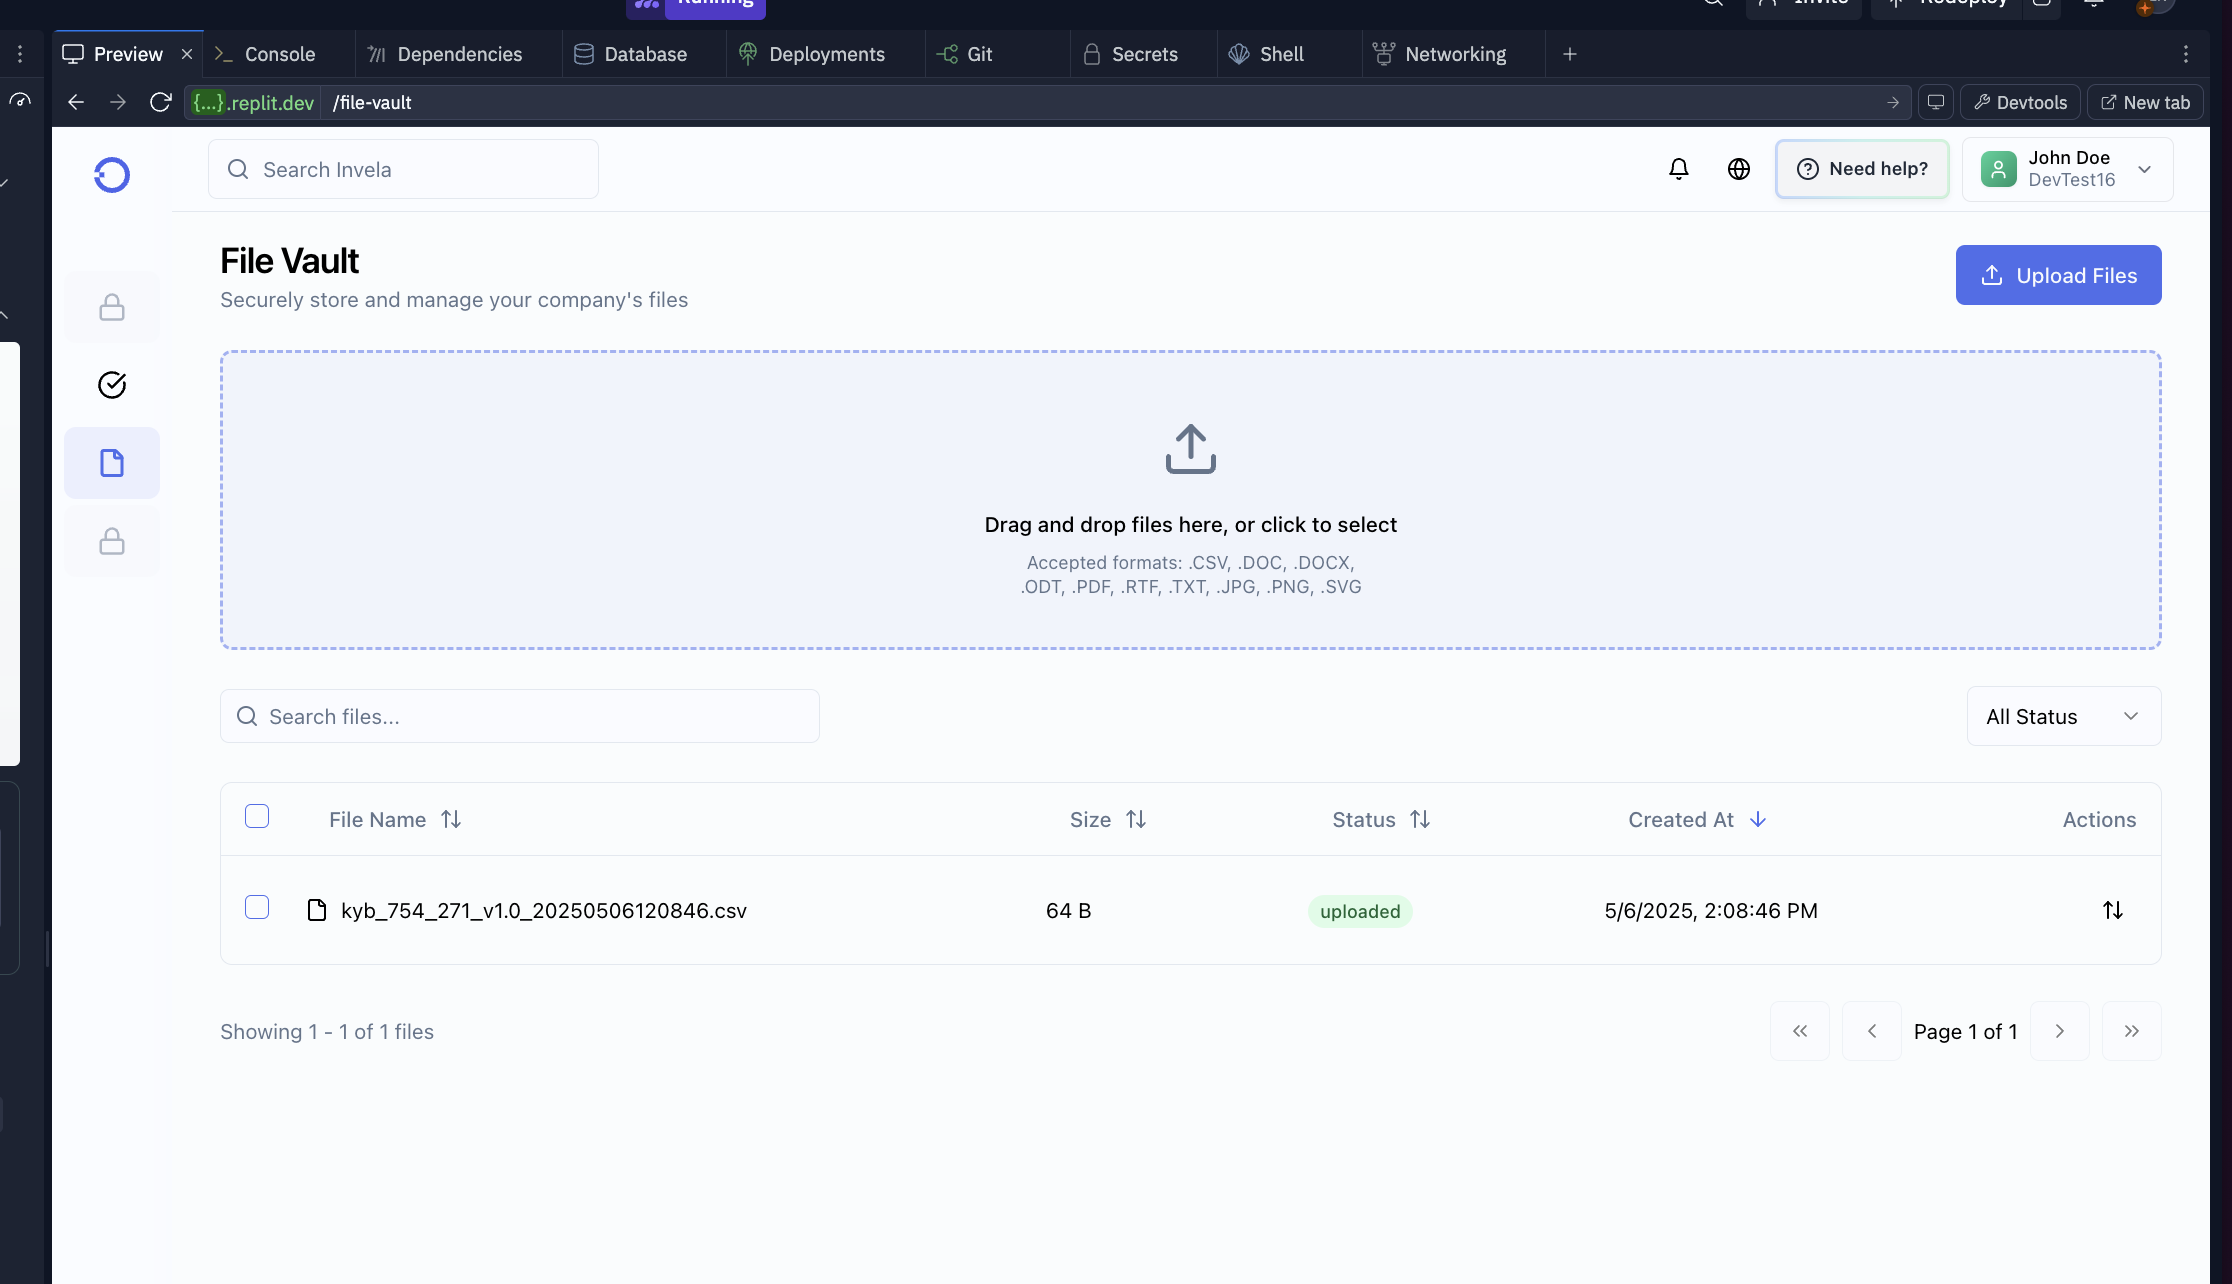 Running
Invite
Redeploy
Preview
Console
Dependencies
Database
Deployments
Git
Secrets
Shell
Networking
{...}.replit.dev /file-vault
Devtools
New tab
Search Invela
Need help?
John Doe
DevTest16
File Vault
Securely store and manage your company's files
Upload Files
Drag and drop files here, or click to select
Accepted formats: .CSV, .DOC, .DOCX,
.ODT, .PDF, .RTF, .TXT, .JPG, .PNG, .SVG
Search files...
All Status
File Name Size Status Created At Actions
kyb_754_271_v1.0_20250506120846.csv 64 B uploaded 5/6/2025, 2:08:46 PM
Showing 1 - 1 of 1 files
Page 1 of 1